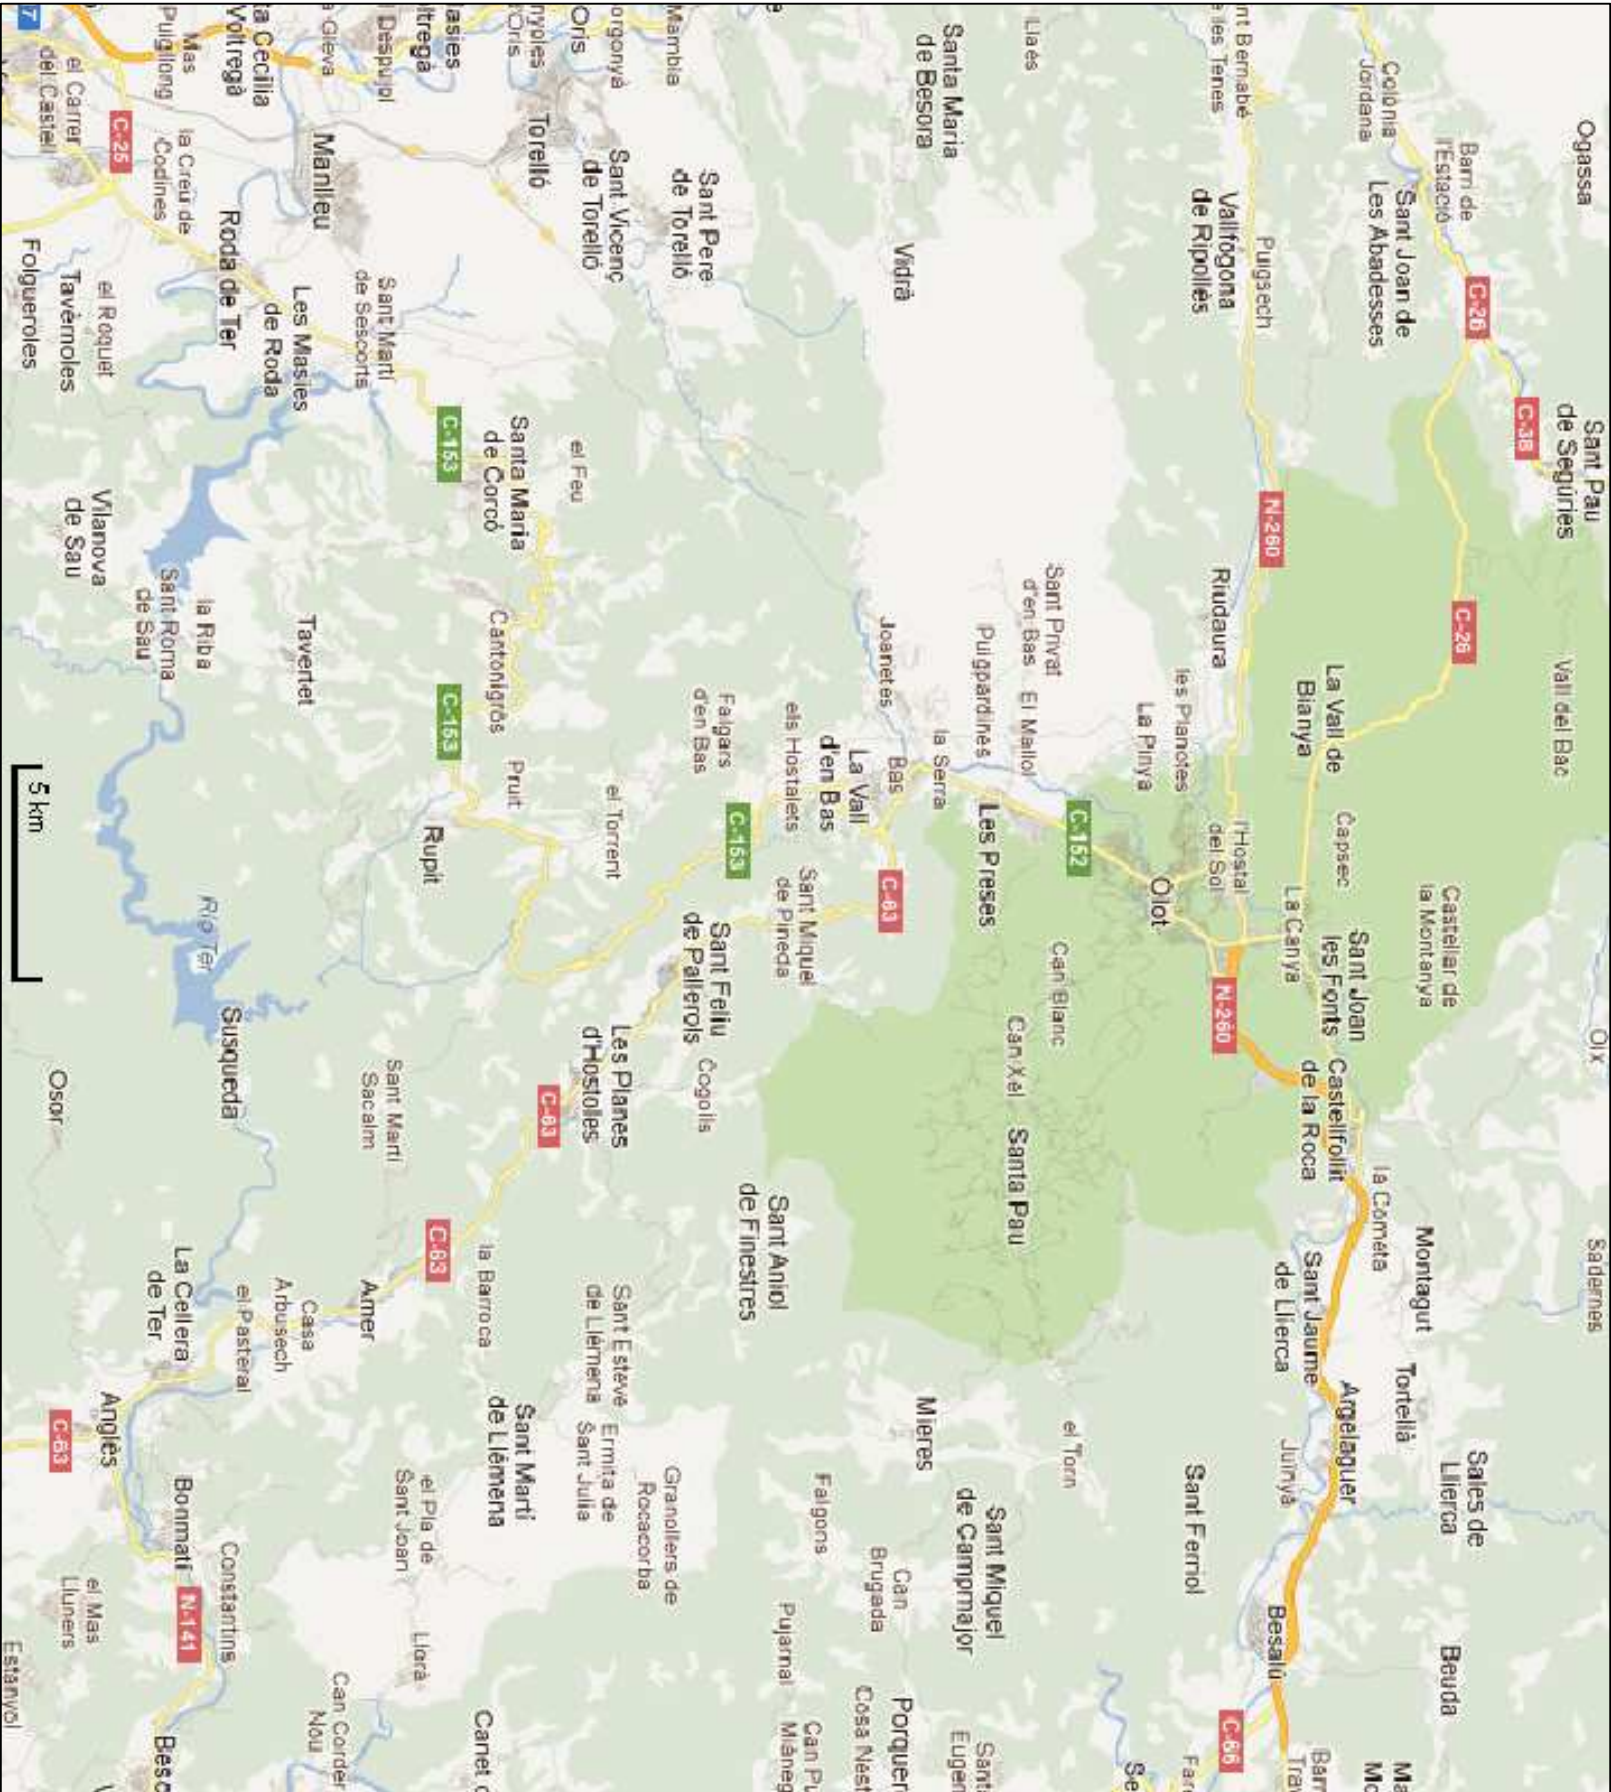 Oix
Sadernes
Ogassa
Sant Pau
de Segúries
Vall del Bac
C-38
C-26
Sales de
Llierca
Barri de
l'Estació
C-26
Castellar de
la Montanya
Beuda
Montagut
Tortellà
Colònia
Jordana
Sant Joan de
Les Abadesses
la Cometa
Sant Joan
les Fonts
Capsec
Argelaguer
La Vall de
Bianya
Castellfollit
de la Roca
Sant Jaume
de Llierca
La Canya
Juinyà
Besalú
N-260
Puigsech
l'Hostal
del Sol
Vallfogona
de Ripollès
Riudaura
N-260
C-66
nt Bernabé
les Planotes
Sant Ferriol
La Pinya
Olot
C-152
el Torn
Sant Privat
d'en Bas
El Mallol
Can Blanc
Llaés
Can Xel
Santa Pau
Puigpardines
Les Preses
Sant Miquel
de Campmajor
Santa Maria
de Besora
la Serra
Mieres
Vidrà
Joanetes
Bas
C-63
Can
Brugada
Porquer
La Vall
d'en Bas
Falgons
els Hostalets
Sant Miquel
de Pineda
Pujarnal
Sant Aniol
de Finestres
C-153
Falgars
d'en Bas
Sant Feliu
de Pallerols
Cogolls
Sant Pere
de Torelló
Mambla
Granollers de
Rocacorba
Sant Vicenç
de Torelló
el Torrent
Les Planes
d'Hostoles
Sant Esteve
de Llémena
Ermita de
Sant Julia
el Feu
Orís
Torelló
C-63
Santa Maria
de Corcó
Pruit
Sant Martí
de Llémena
Cantonigròs
la Barroca
Canet
C-153
C-153
Rupit
C-63
el Pla de
Sant Joan
Llorà
Sant Martí
de Sescorts
Sant Martí
Sacalm
Amer
Manlleu
Can Corder
Nou
Les Masies
de Roda
Tavertet
Casa
Arbusech
Roda de Ter
el Pasteral
Susqueda
Constantins
Rio Ter
la Riba
la Creu de
Codines
Mas
Puigllong
Sant Roma
de Sau
La Cellera
de Ter
Bonmatí
N-141
Besc
C-25
el Roquet
Vilanova
de Sau
Anglès
el Mas
Lluners
el Carrer
del Castell
Tavèrnoles
Osor
C-63
Folgueroles
5 km
Estanyol